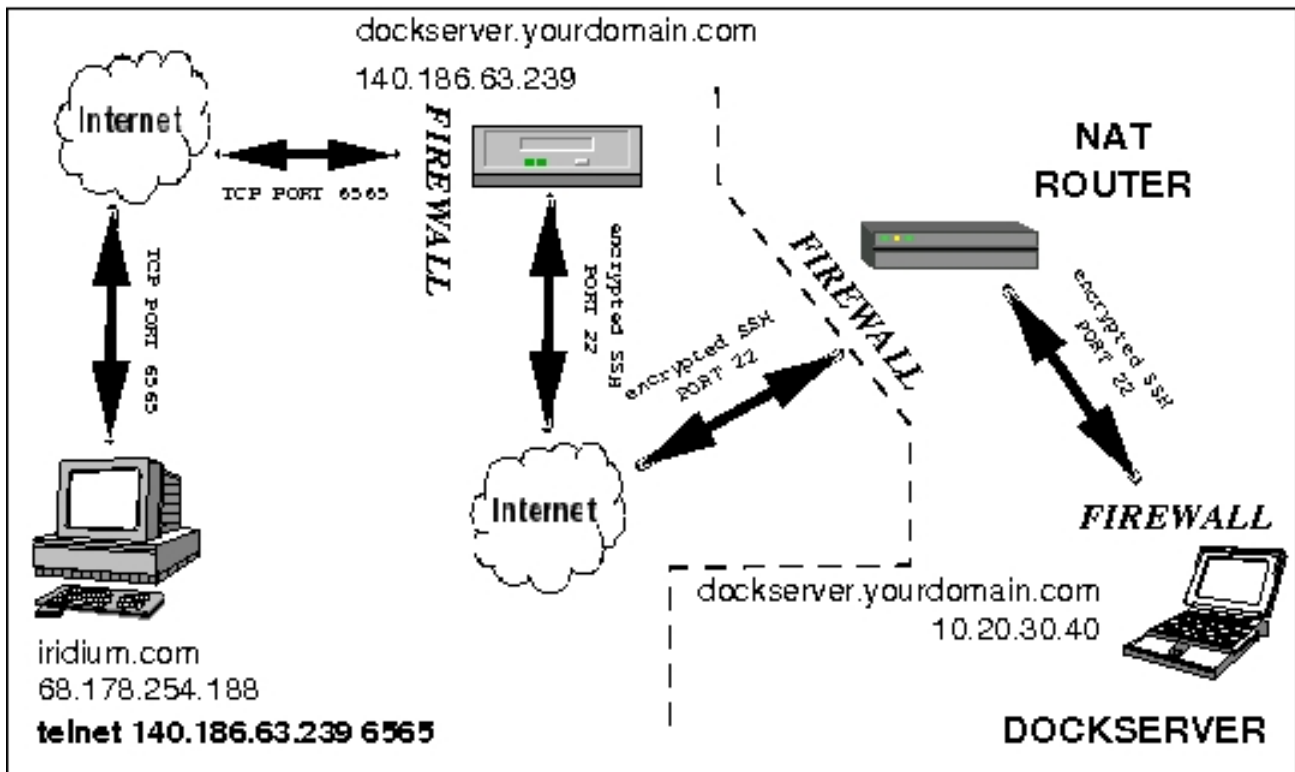 dockserver.yourdomain.com
140.186.63.239
Internet
TCP PORT 6565
FIREWALL
NAT
ROUTER
TCP PORT 6565
encrypted SSH
PORT 22
FIREWALL
encrypted SSH
PORT 22
encrypted SSH
PORT 22
Internet
FIREWALL
dockserver.yourdomain.com
10.20.30.40
iridium.com
68.178.254.188
telnet 140.186.63.239 6565
DOCKSERVER